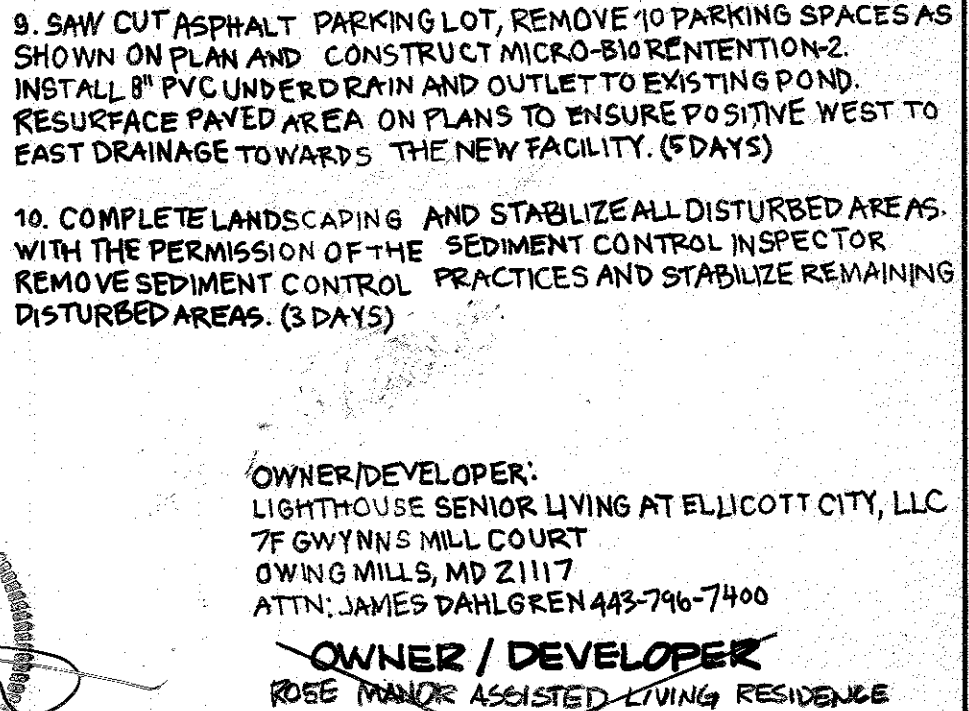 9. SAW CUT ASPHALT PARKING LOT, REMOVE 10 PARKING SPACES AS
SHOWN ON PLAN AND CONSTRUCT MICRO-BIORENTENTION-2.
INSTALL 8" PVC UNDERDRAIN AND OUTLET TO EXISTING POND.
RESURFACE PAVED AREA ON PLANS TO ENSURE POSITIVE WEST TO
EAST DRAINAGE TOWARDS THE NEW FACILITY. (5 DAYS)
10. COMPLETE LANDSCAPING AND STABILIZE ALL DISTURBED AREAS.
WITH THE PERMISSION OF THE SEDIMENT CONTROL INSPECTOR
REMOVE SEDIMENT CONTROL PRACTICES AND STABILIZE REMAINING
DISTURBED AREAS. (3 DAYS)
OWNER/DEVELOPER:
LIGHTHOUSE SENIOR LIVING AT ELLICOTT CITY, LLC
7F GWYNNS MILL COURT
OWING MILLS, MD 21117
ATTN: JAMES DAHLGREN 443-796-7400
OWNER / DEVELOPER
ROSE MANOR ASSISTED LIVING RESIDENCE